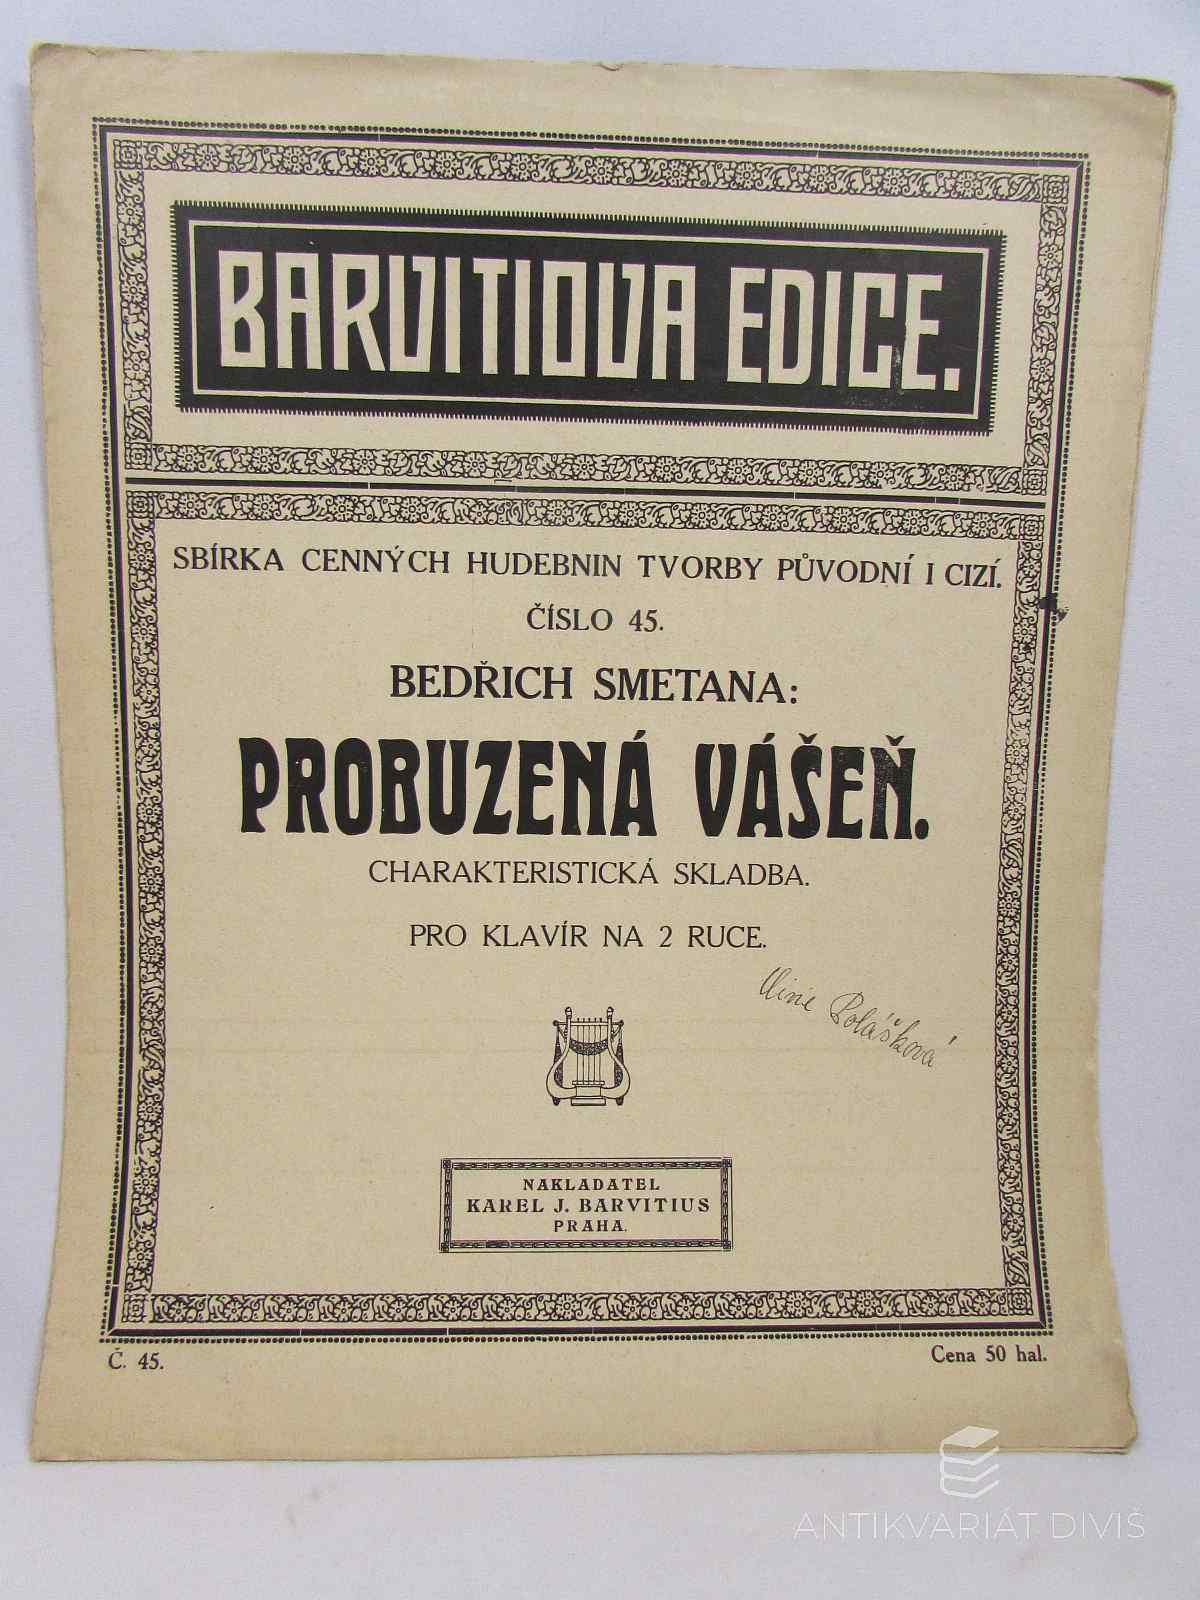 BARVITIOVA EDICE.
SBÍRKA CENNÝCH HUDEBNIN TVORBY PŮVODNÍ I CIZÍ.
ČÍSLO 45.
BEDŘICH SMETANA:
PROBUZENÁ VÁŠEŇ.
CHARAKTERISTICKÁ SKLADBA.
PRO KLAVÍR NA 2 RUCE.
Polášková
NAKLADATEL
KAREL J. BARVITIUS
PRAHA.
Č. 45.
Cena 50 hal.
ANTIKVARIÁT DIVIŠ